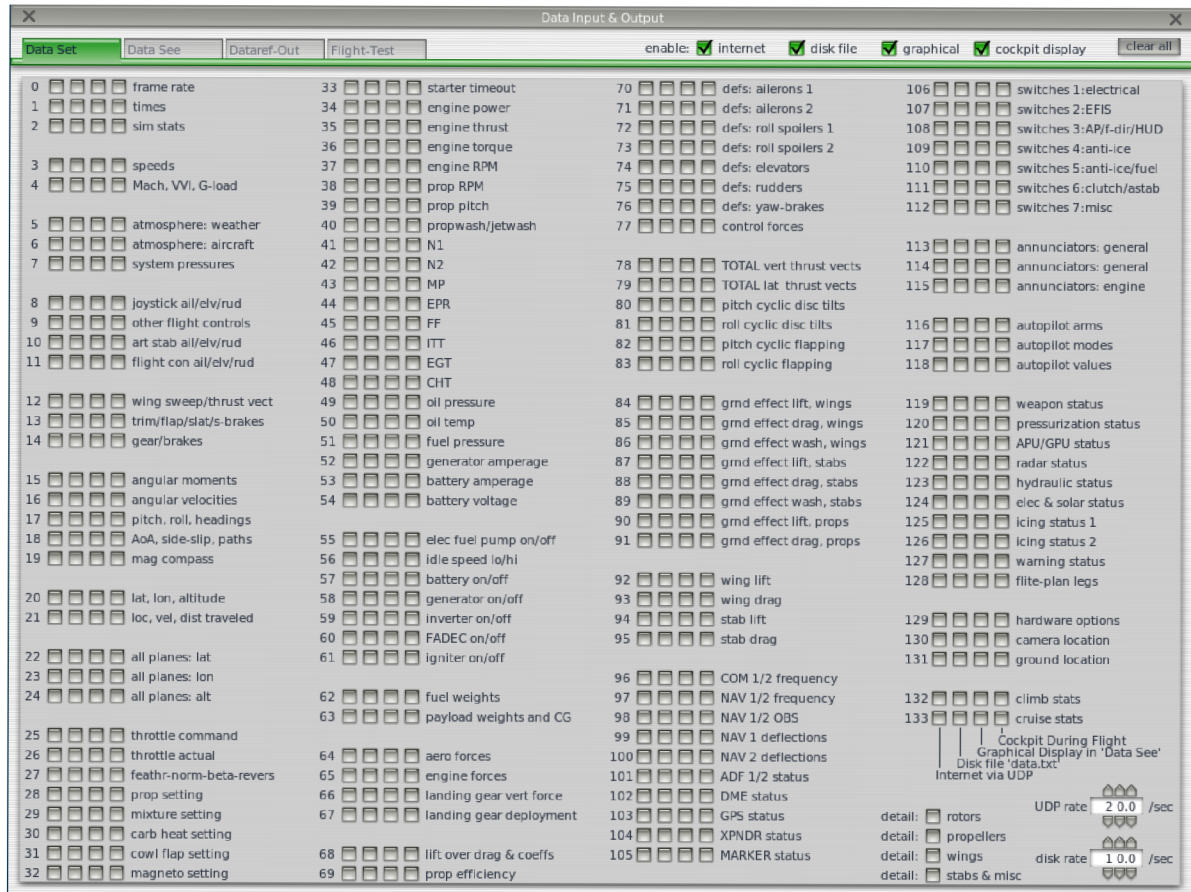 Data Input & Output
Data Set
Data See
Dataref-Out
Flight-Test
enable: internet disk file graphical cockpit display clear all
0 frame rate
1 times
2 sim stats
3 speeds
4 Mach, VVI, G-load
5 atmosphere: weather
6 atmosphere: aircraft
7 system pressures
8 joystick ail/elv/rud
9 other flight controls
10 art stab ail/elv/rud
11 flight con ail/elv/rud
12 wing sweep/thrust vect
13 trim/flap/slat/s-brakes
14 gear/brakes
15 angular moments
16 angular velocities
17 pitch, roll, headings
18 AoA, side-slip, paths
19 mag compass
20 lat, lon, altitude
21 loc, vel, dist traveled
22 all planes: lat
23 all planes: lon
24 all planes: alt
25 throttle command
26 throttle actual
27 feathr-norm-beta-revers
28 prop setting
29 mixture setting
30 carb heat setting
31 cowl flap setting
32 magneto setting
33 starter timeout
34 engine power
35 engine thrust
36 engine torque
37 engine RPM
38 prop RPM
39 prop pitch
40 propwash/jetwash
41 N1
42 N2
43 MP
44 EPR
45 FF
46 ITT
47 EGT
48 CHT
49 oil pressure
50 oil temp
51 fuel pressure
52 generator amperage
53 battery amperage
54 battery voltage
55 elec fuel pump on/off
56 idle speed lo/hi
57 battery on/off
58 generator on/off
59 inverter on/off
60 FADEC on/off
61 igniter on/off
62 fuel weights
63 payload weights and CG
64 aero forces
65 engine forces
66 landing gear vert force
67 landing gear deployment
68 lift over drag & coeffs
69 prop efficiency
70 defs: ailerons 1
71 defs: ailerons 2
72 defs: roll spoilers 1
73 defs: roll spoilers 2
74 defs: elevators
75 defs: rudders
76 defs: yaw-brakes
77 control forces
78 TOTAL vert thrust vects
79 TOTAL lat thrust vects
80 pitch cyclic disc tilts
81 roll cyclic disc tilts
82 pitch cyclic flapping
83 roll cyclic flapping
84 grnd effect lift, wings
85 grnd effect drag, wings
86 grnd effect wash, wings
87 grnd effect lift, stabs
88 grnd effect drag, stabs
89 grnd effect wash, stabs
90 grnd effect lift, props
91 grnd effect drag, props
92 wing lift
93 wing drag
94 stab lift
95 stab drag
96 COM 1/2 frequency
97 NAV 1/2 frequency
98 NAV 1/2 OBS
99 NAV 1 deflections
100 NAV 2 deflections
101 ADF 1/2 status
102 DME status
103 GPS status
104 XPNDR status
105 MARKER status
106 switches 1:electrical
107 switches 2:EFIS
108 switches 3:AP/f-dir/HUD
109 switches 4:anti-ice
110 switches 5:anti-ice/fuel
111 switches 6:clutch/astab
112 switches 7:misc
113 annunciators: general
114 annunciators: general
115 annunciators: engine
116 autopilot arms
117 autopilot modes
118 autopilot values
119 weapon status
120 pressurization status
121 APU/GPU status
122 radar status
123 hydraulic status
124 elec & solar status
125 icing status 1
126 icing status 2
127 warning status
128 flite-plan legs
129 hardware options
130 camera location
131 ground location
132 climb stats
133 cruise stats
Cockpit During Flight
Graphical Display in 'Data See'
Disk file 'data.txt'
Internet via UDP
detail: rotors
detail: propellers
detail: wings
detail: stabs & misc
UDP rate 20.0 /sec
disk rate 10.0 /sec